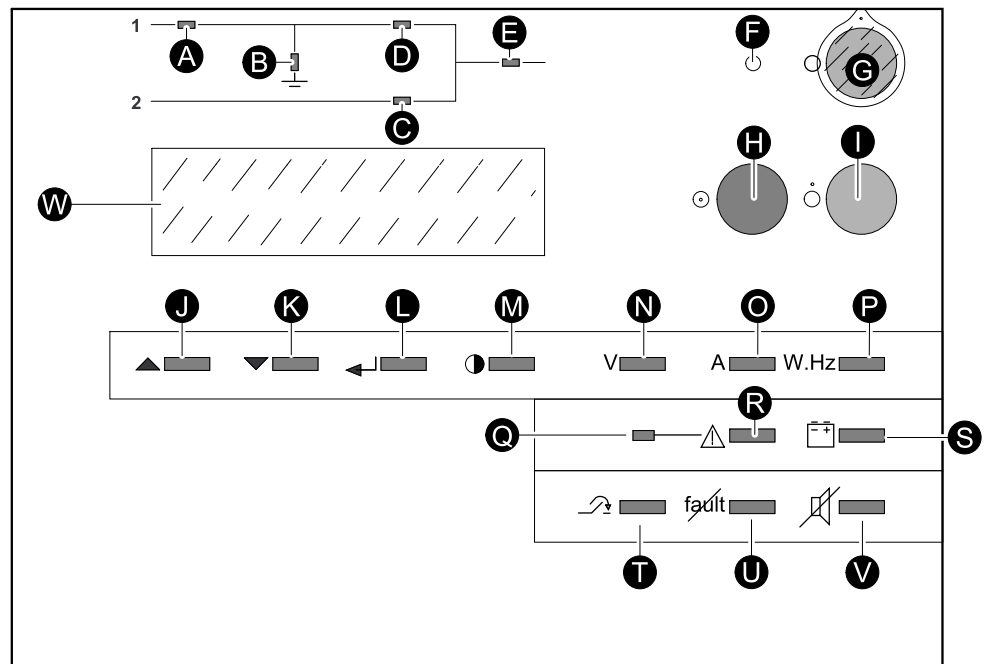 1 A B D E F G
2 C
W H I
J K L M N O P
V A W.Hz
Q R S
fault
T U V